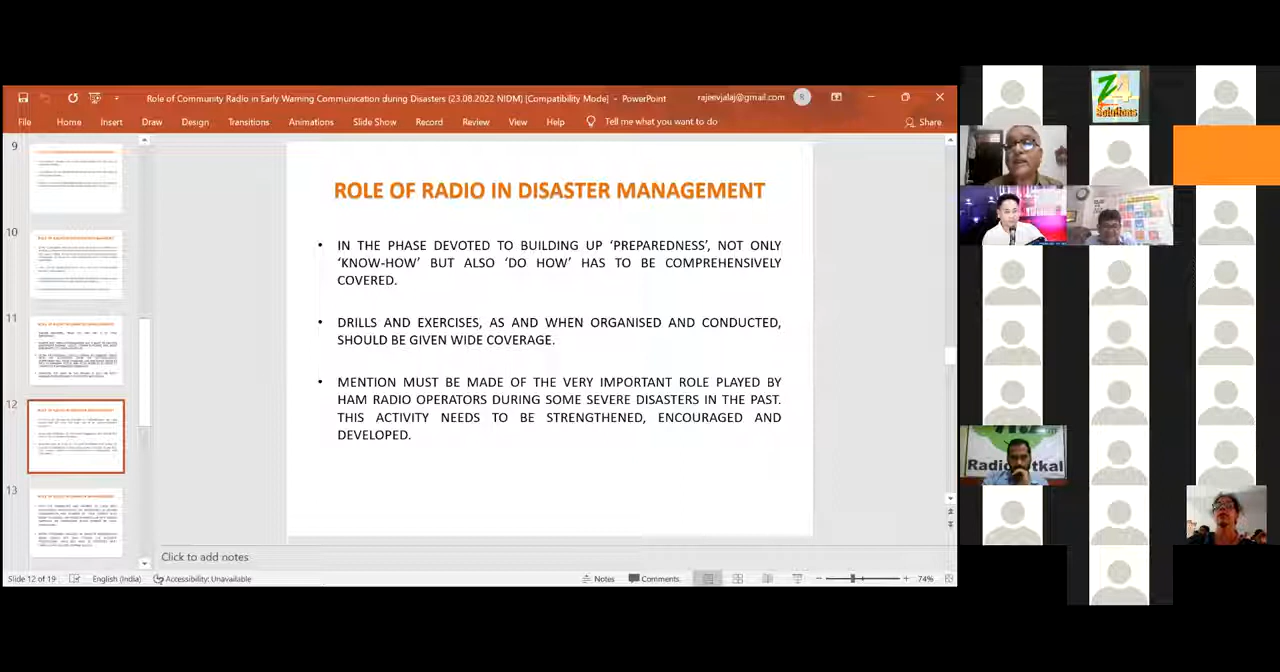 Role of Community Radio in Early Warning Communication during Disasters (23.08.2022 NIDM) [Compatibility Mode] - PowerPoint
rajeevjalaj@gmail.com
R
File Home Insert Draw Design Transitions Animations Slide Show Record Review View Help Tell me what you want to do
Share
9
10
11
12
13
ROLE OF RADIO IN DISASTER MANAGEMENT
• IN THE PHASE DEVOTED TO BUILDING UP ‘PREPAREDNESS’, NOT ONLY
‘KOW-HOW’ BUT ALSO ‘DO HOW’ HAS TO BE COMPREHENSIVELY
COVERED.
• DRILLS AND EXERCISES, AS AND WHEN ORGANISED AND CONDUCTED,
SHOULD BE GIVEN WIDE COVERAGE.
• MENTION MUST BE MADE OF THE VERY IMPORTANT ROLE PLAYED BY
HAM RADIO OPERATORS DURING SOME SEVERE DISASTERS IN THE PAST.
THIS ACTIVITY NEEDS TO BE STRENGTHENED, ENCOURAGED AND
DEVELOPED.
Click to add notes
Slide 12 of 19 English (India) Accessibility: Unavailable
Notes Comments 74%
Z4
Solutions
Radio tkal